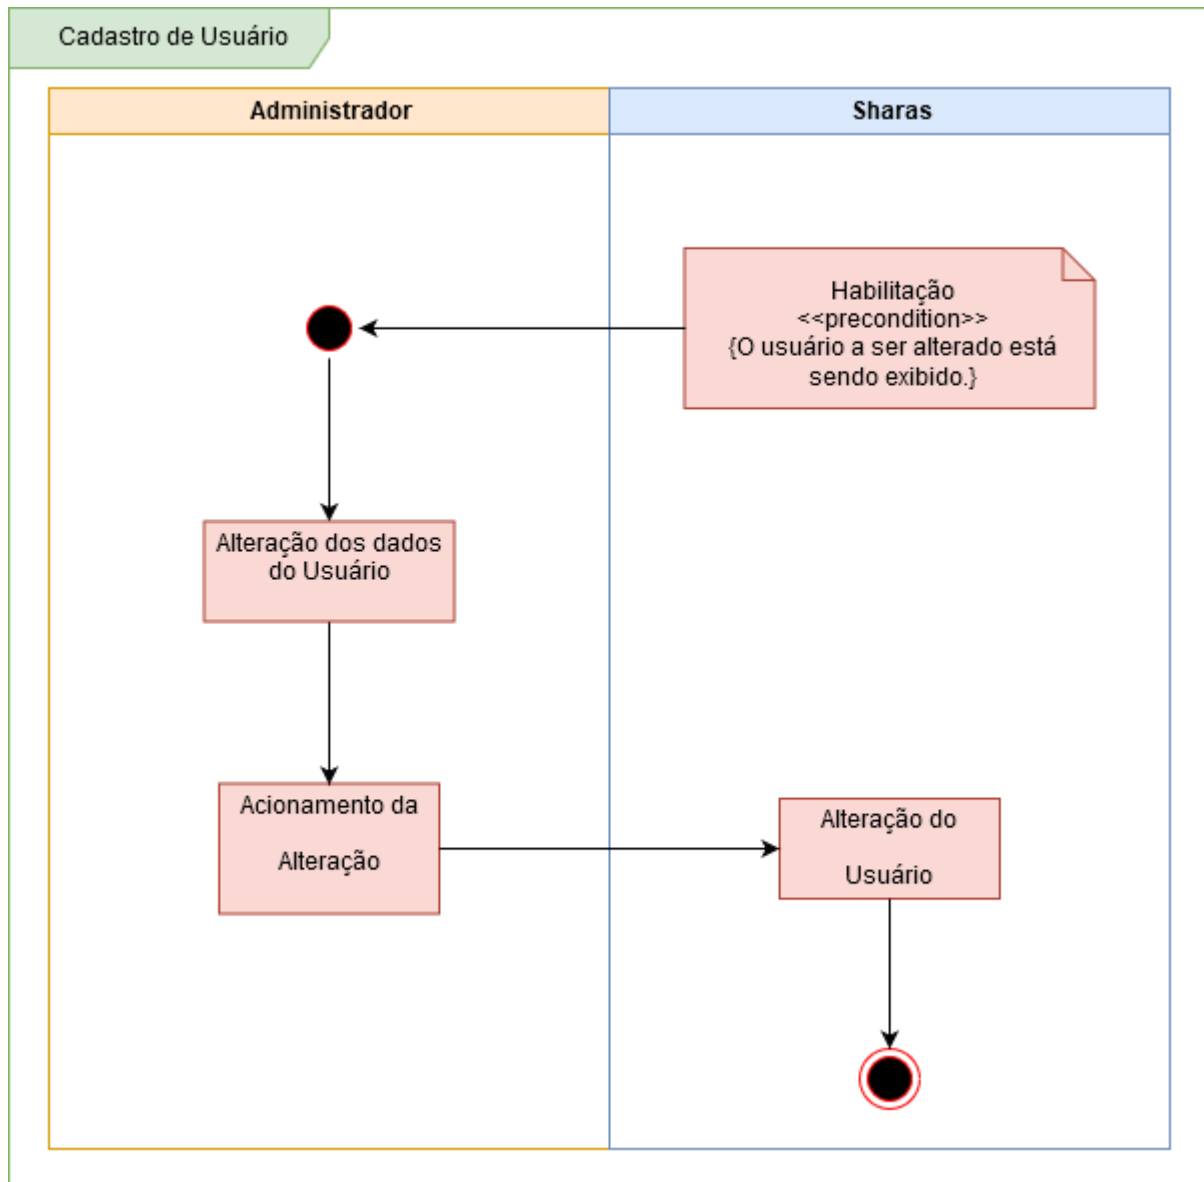 Cadastro de Usuário
Administrador
Sharas
Habilitação
<<precondition>>
{O usuário a ser alterado está
sendo exibido.}
Alteração dos dados
do Usuário
Acionamento da
Alteração
Alteração do
Usuário